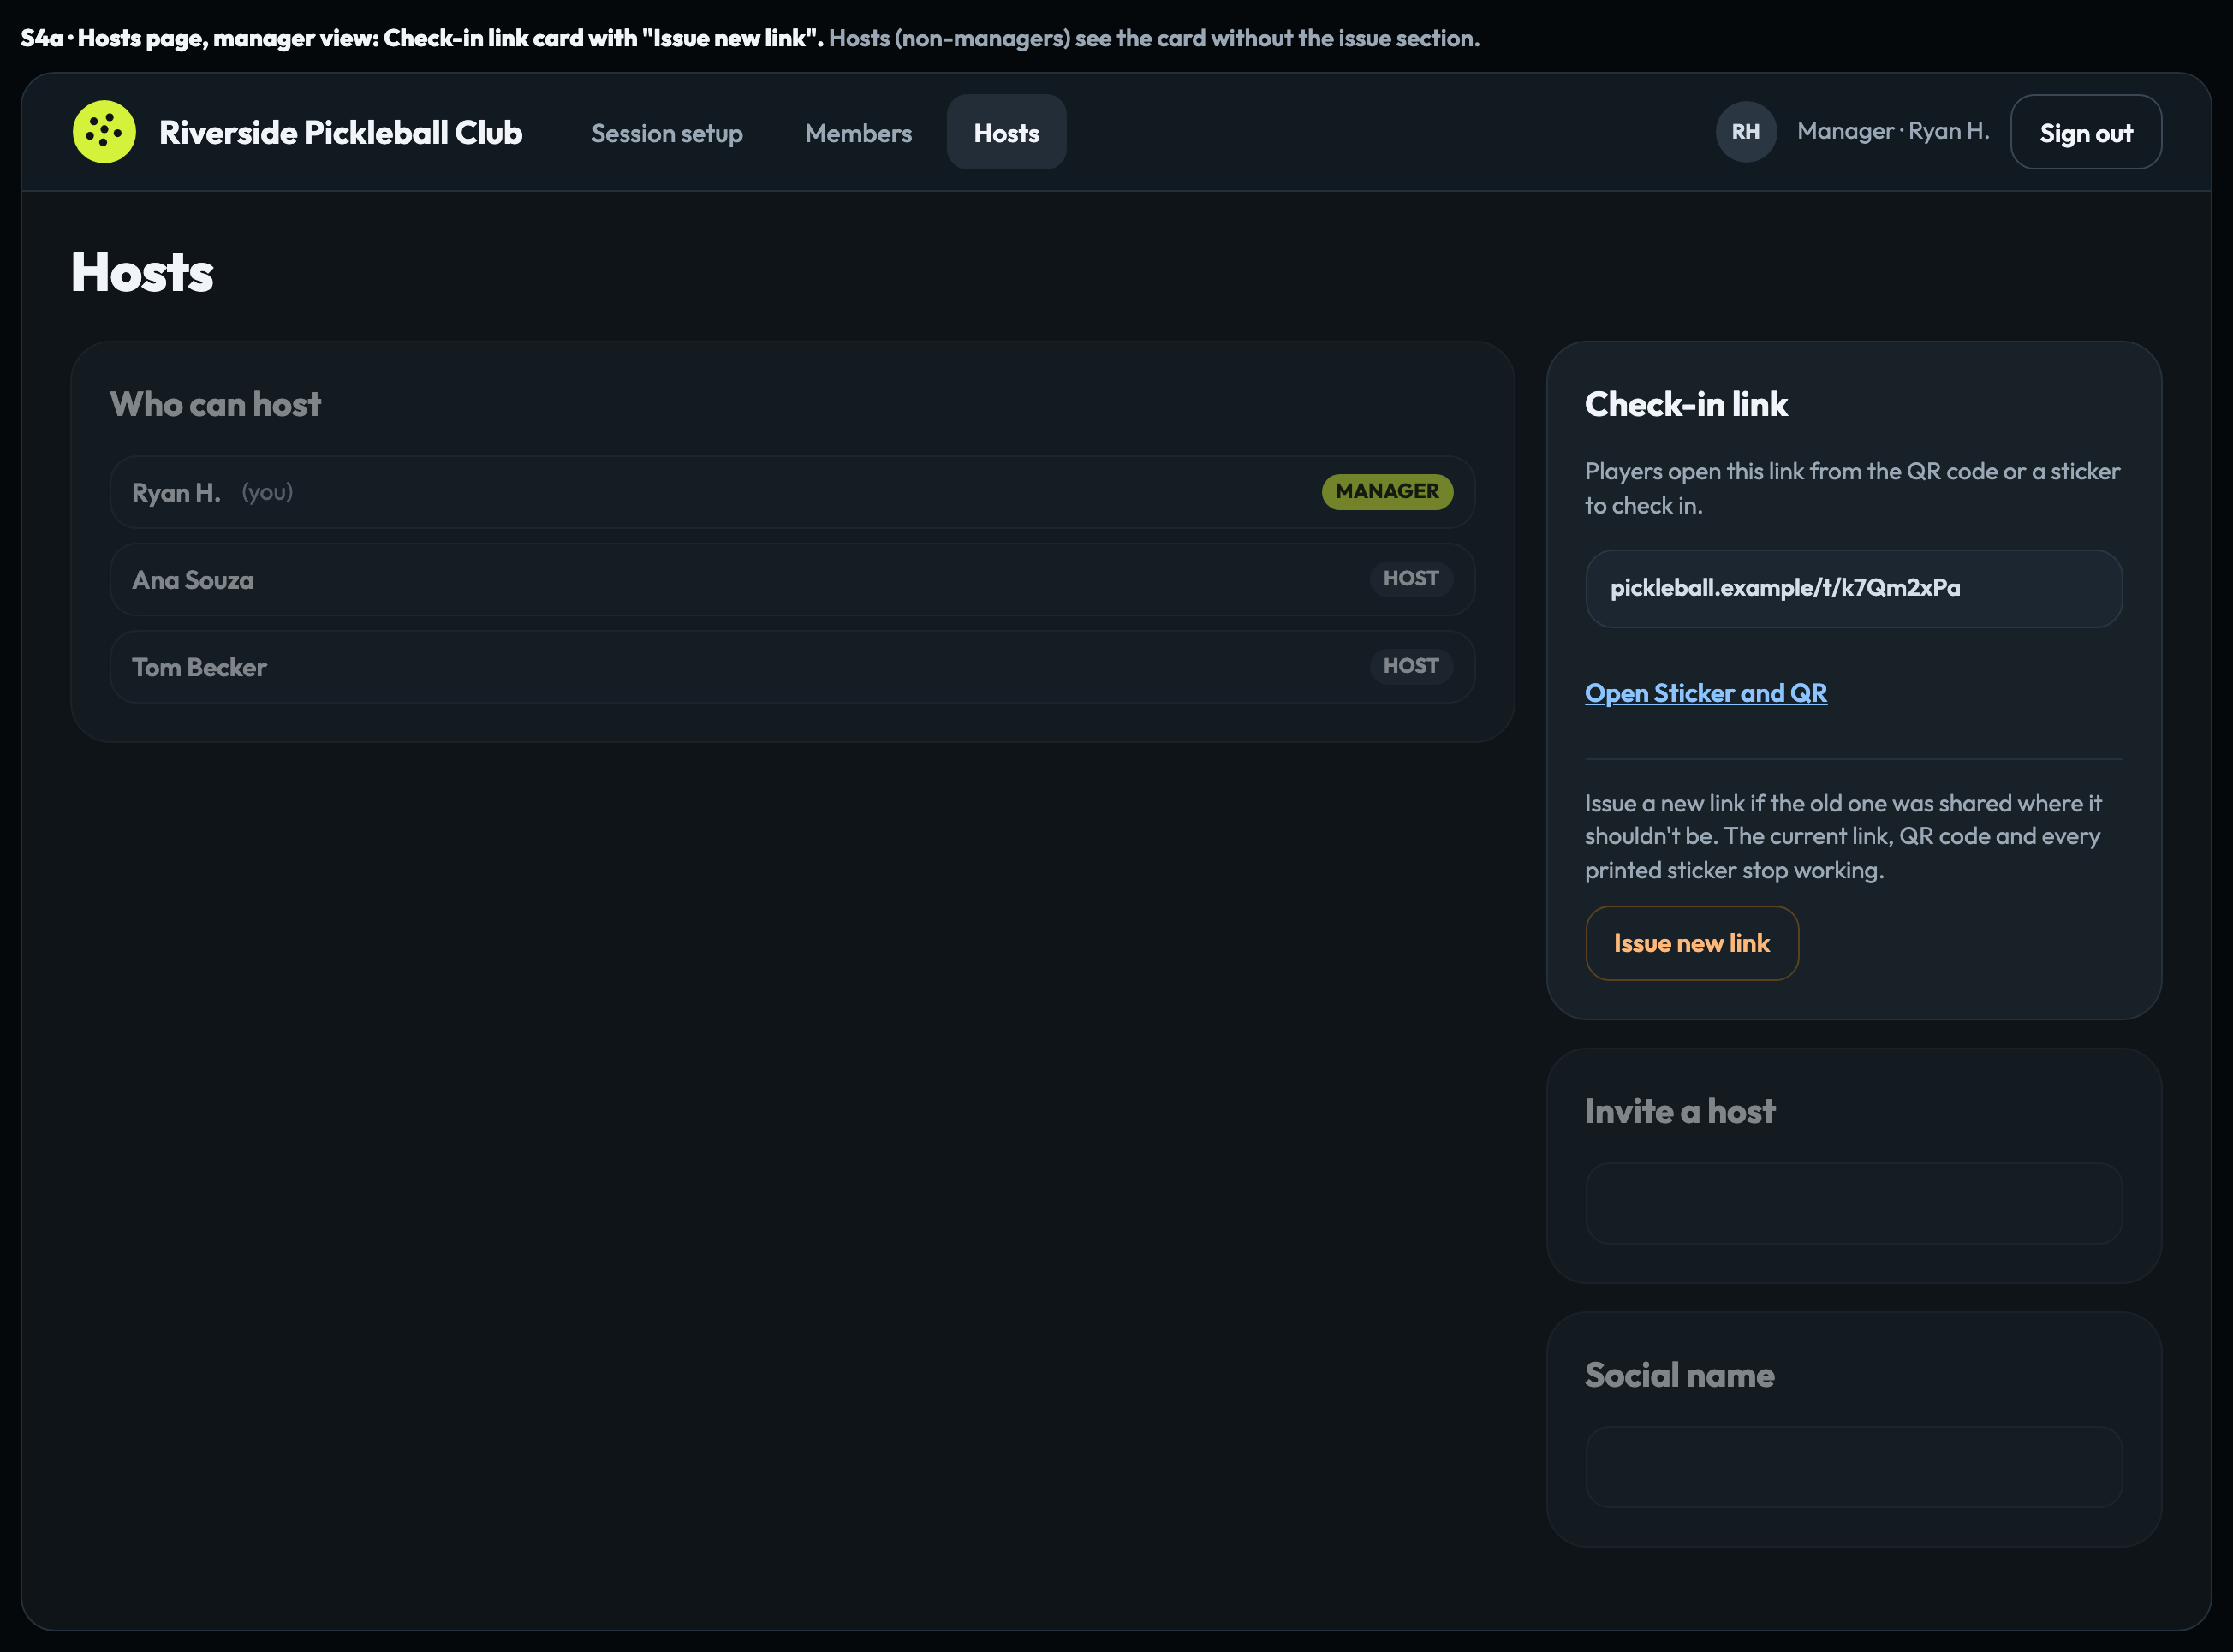 S4a · Hosts page, manager view: Check-in link card with "Issue new link". Hosts (non-managers) see the card without the issue section.
Riverside Pickleball Club
Session setup
Members
Hosts
RH
Manager · Ryan H.
Sign out
Hosts
Who can host
Ryan H. (you)
MANAGER
Ana Souza
HOST
Tom Becker
HOST
Check-in link
Players open this link from the QR code or a sticker
to check in.
pickleball.example/t/k7Qm2xPa
Open Sticker and QR
Issue a new link if the old one was shared where it
shouldn't be. The current link, QR code and every
printed sticker stop working.
Issue new link
Invite a host
Social name